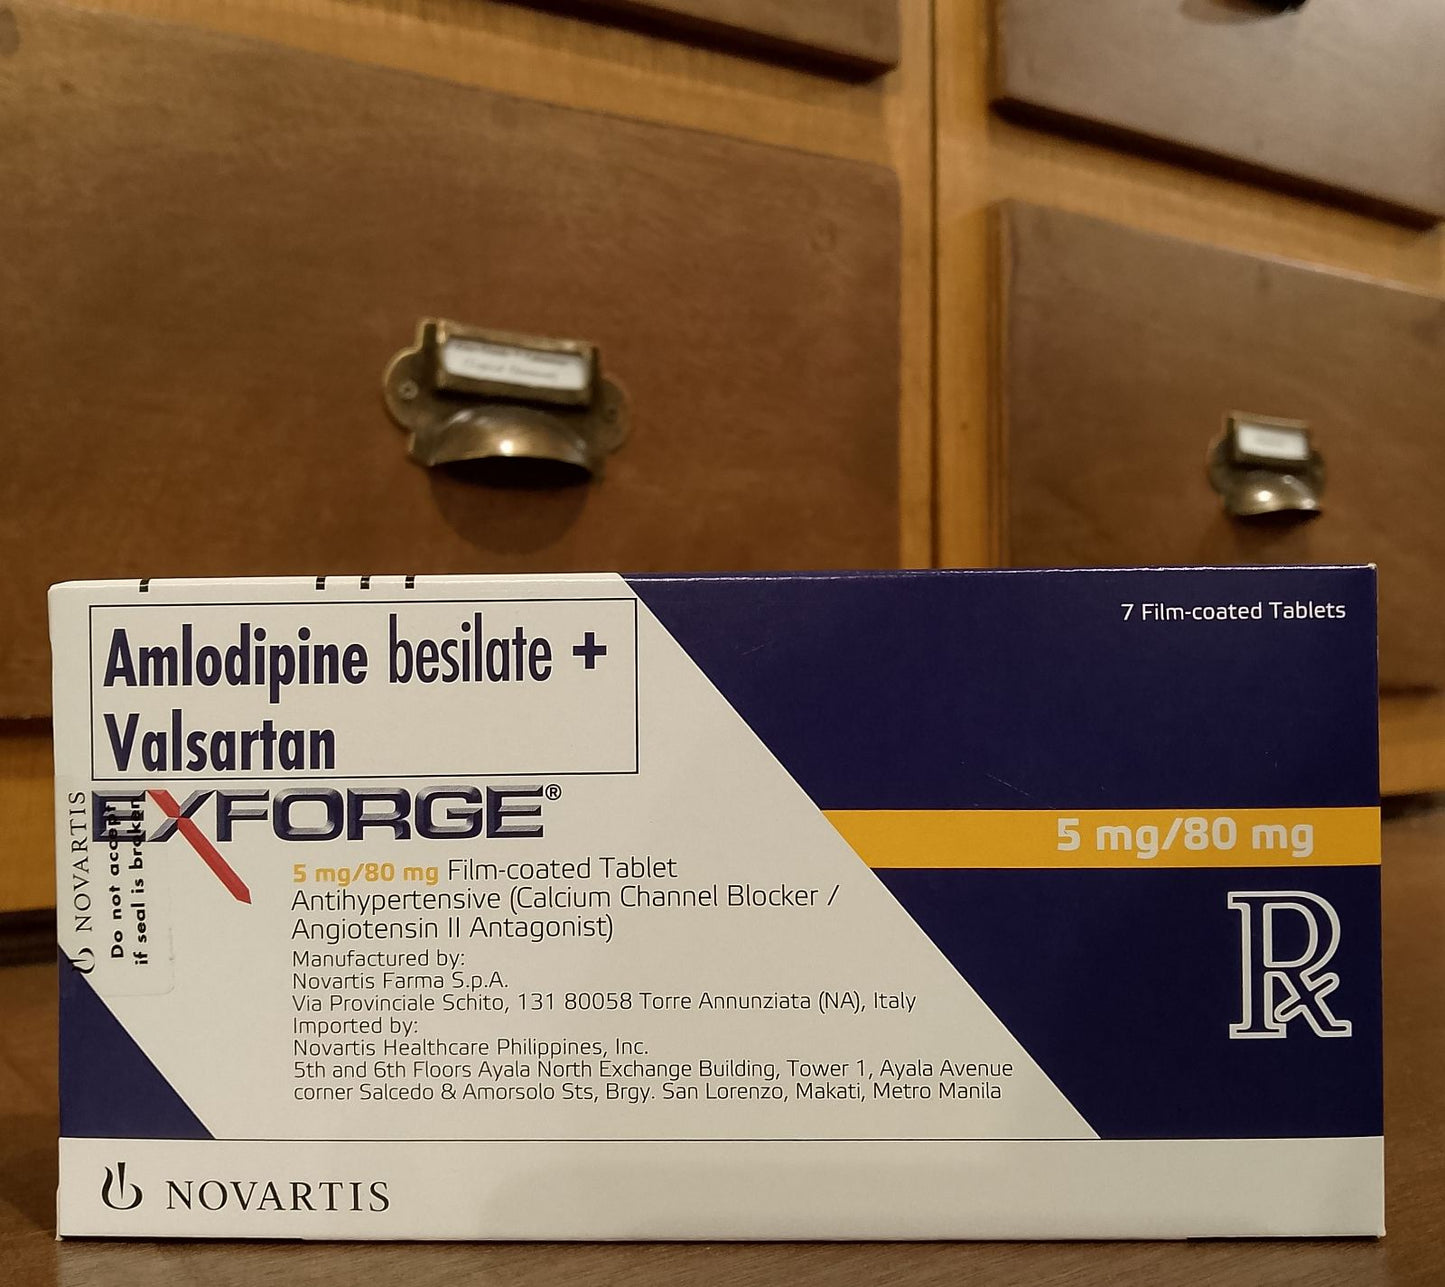 Amlodipine besilate +
Valsartan
7 Film-coated Tablets
EXFORGE®
5 mg/80 mg Film-coated Tablet
Antihypertensive (Calcium Channel Blocker /
Angiotensin II Antagonist)
Manufactured by:
Novartis Farma S.p.A.
Via Provinciale Schito, 131 80058 Torre Annunziata (NA), Italy
Imported by:
Novartis Healthcare Philippines, Inc.
5th and 6th Floors Ayala North Exchange Building, Tower 1, Ayala Avenue
corner Salcedo & Amorsolo Sts, Brgy. San Lorenzo, Makati, Metro Manila
5 mg/80 mg
Rx
NOVARTIS
Do not accept
if seal is broken
NOVARTIS